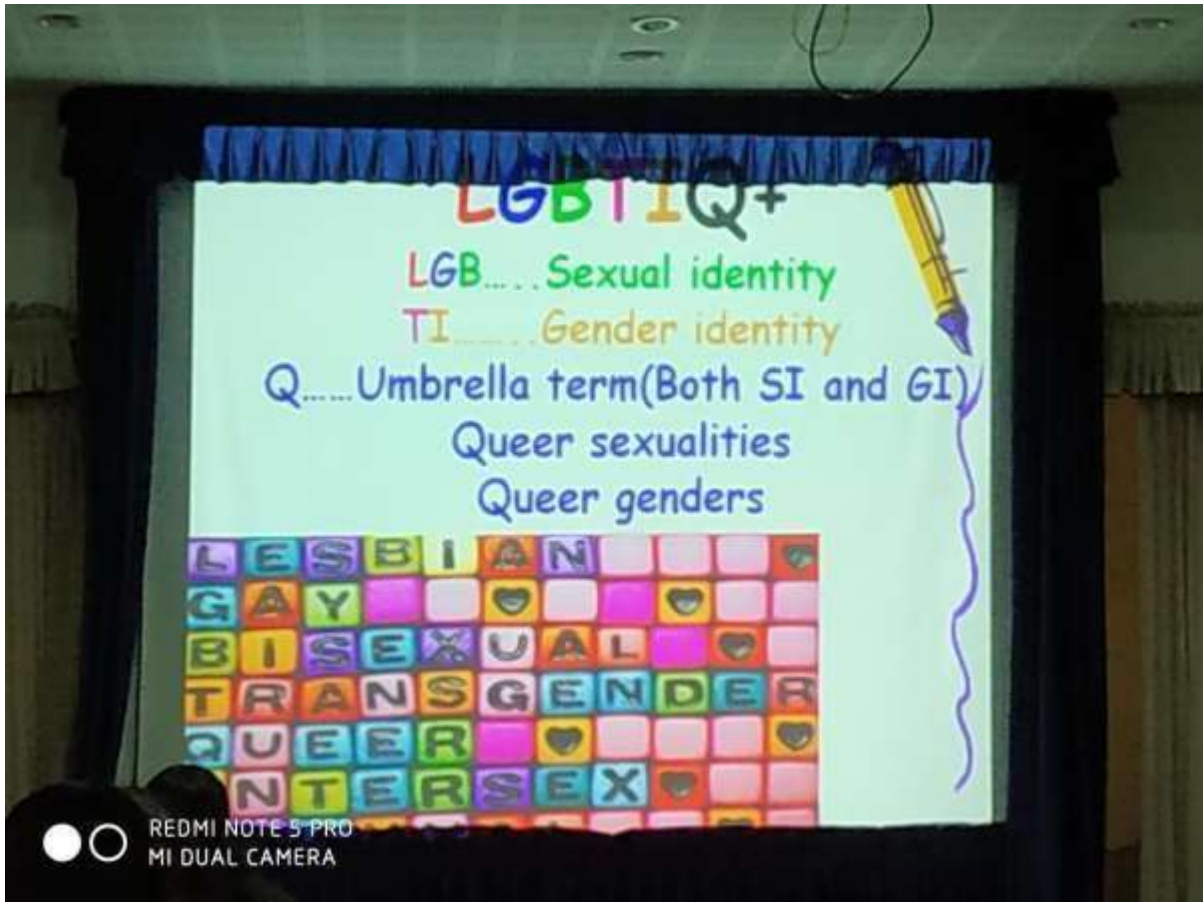 LGBTIQ+
LGB.....Sexual identity
TI........Gender identity
Q.....Umbrella term(Both SI and GI)
Queer sexualities
Queer genders
LESBIAN
GAY
BISEXUAL
TRANSGENDER
QUEER
NTERSEX
REDMI NOTE 5 PRO
MI DUAL CAMERA